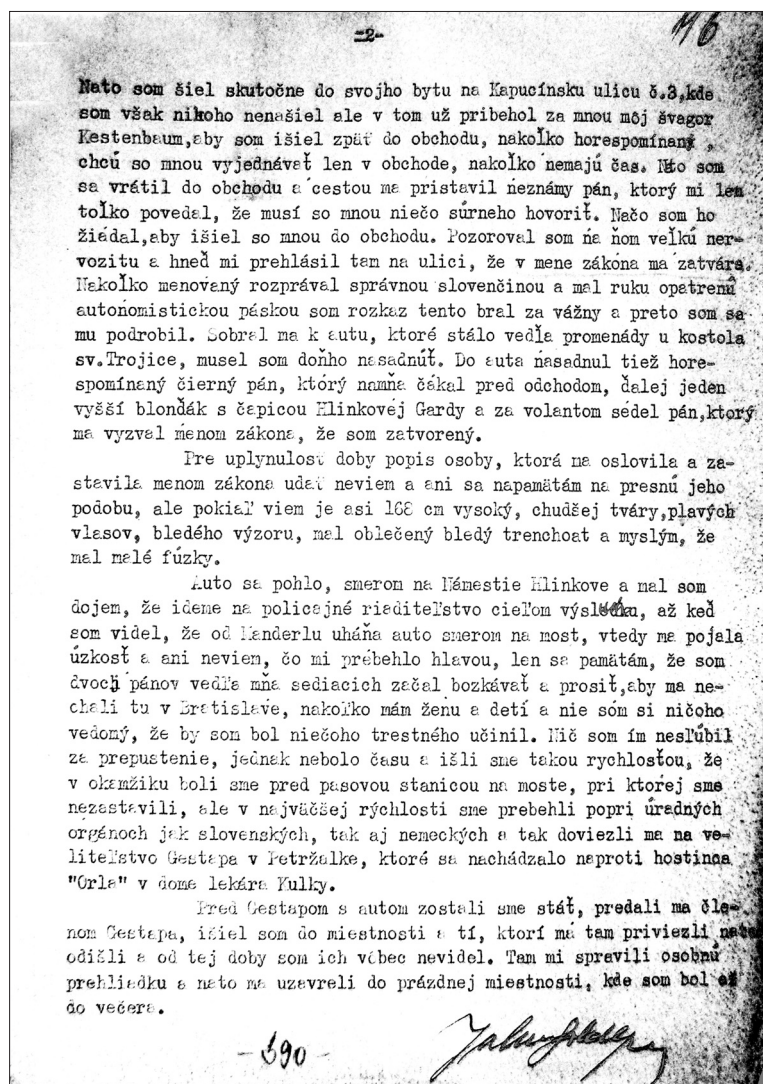 -2-
116
Nato som šiel skutočne do svojho bytu na Kapucínsku ulicu č.3,kde
som však nikoho nenašiel ale v tom už pribehol za mnou môj švagor
Kestenbaum,aby som išiel zpäť do obchodu, nakoľko horespomínaný ,
chcú so mnou vyjednávať len v obchode, nakoľko nemajú čas. Nato som
sa vrátil do obchodu a cestou ma pristavil neznámy pán, ktorý mi len
toľko povedal, že musí so mnou niečo súrneho hovoriť. Načo som ho
žiádal,aby išiel so mnou do obchodu. Pozoroval som na ňom veľkú ner-
vozitu a hneď mi prehlásil tam na ulici, že v mene zákona ma zatvára.
Nakoľko menovaný rozprával správnou slovenčinou a mal ruku opatrenú
autonomistickou páskou som rozkaz tento bral za vážny a preto som sa
mu podrobil. Sobral ma k autu, ktoré stálo vedľa promenády u kostola
sv.Trojice, musel som doňho nasadnúť. Do auta nasadnul tiež hore-
spomínaný čierny pán, ktorý namňa čákal pred odchodom, ďalej jeden
vyšší blonďák s čapicou Hlinkovej Gardy a za volantom sedel pán,ktorý
ma vyzval menom zákona, že som zatvorený.
Pre uplynulosť doby popis osoby, ktorá ma oslovila a za-
stavila menom zákona udať neviem a ani sa napamätám na presnú jeho
podobu, ale pokiaľ viem je asi 168 cm vysoký, chudšej tváry,plavých
vlasov, bledého výzoru, mal oblečený bledý trenchoat a myslým, že
mal malé fúzky.
Auto sa pohlo, smerom na Námestie Hlinkove a mal som
dojem, že ideme na policajné riaditeľstvo cieľom výsluchu, až keď
som videl, že od Manderlu uháňa auto smerom na most, vtedy ma pojala
úzkosť a ani neviem, čo mi prebehlo hlavou, len sa pamätám, že som
dvoch pánov vedľa mňa sediacich začal bozkávať a prosiť,aby ma ne-
chali tu v Bratislave, nakoľko mám ženu a detí a nie som si ničoho
vedomý, že by som bol niečoho trestného učinil. Nič som ím nesľúbil
za prepustenie, jednak nebolo času a išli sme takou rychlosťou, že
v okamžiku boli sme pred pasovou stanicou na moste, pri ktorej sme
nezastavili, ale v najväčšej rýchlosti sme prebehli popri úradných
orgánoch jak slovenských, tak aj nemeckých a tak doviezli ma na ve-
liteľstvo Gestapa v Petržalke, ktoré sa nachádzalo naproti hostinca
"Orla" v dome lekára Kulky.
Pred Gestapom s autom zostali sme stáť, predali ma čle-
nom Gestapa, išiel som do miestnosti a tí, ktorí má tam priviezli nato
odišli a od tej doby som ich vôbec nevidel. Tam mi spravili osobnú
prehliadku a nato ma uzavreli do prázdnej miestnosti, kde som bol až
do večera.
-590-